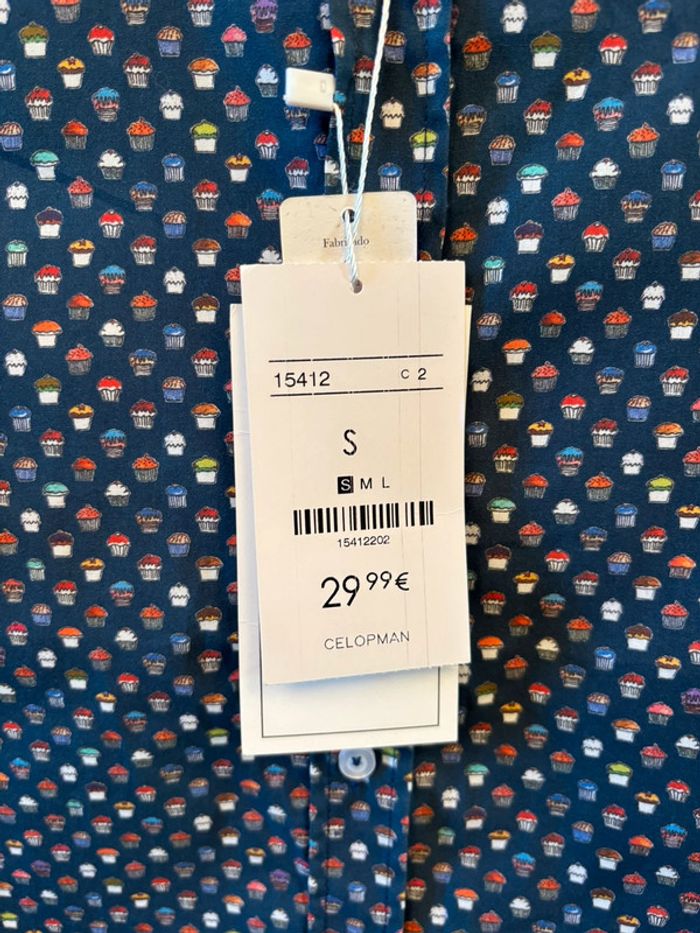 Fabricado
15412 C 2
S
S M L
15412202
29 99€
CELOPMAN